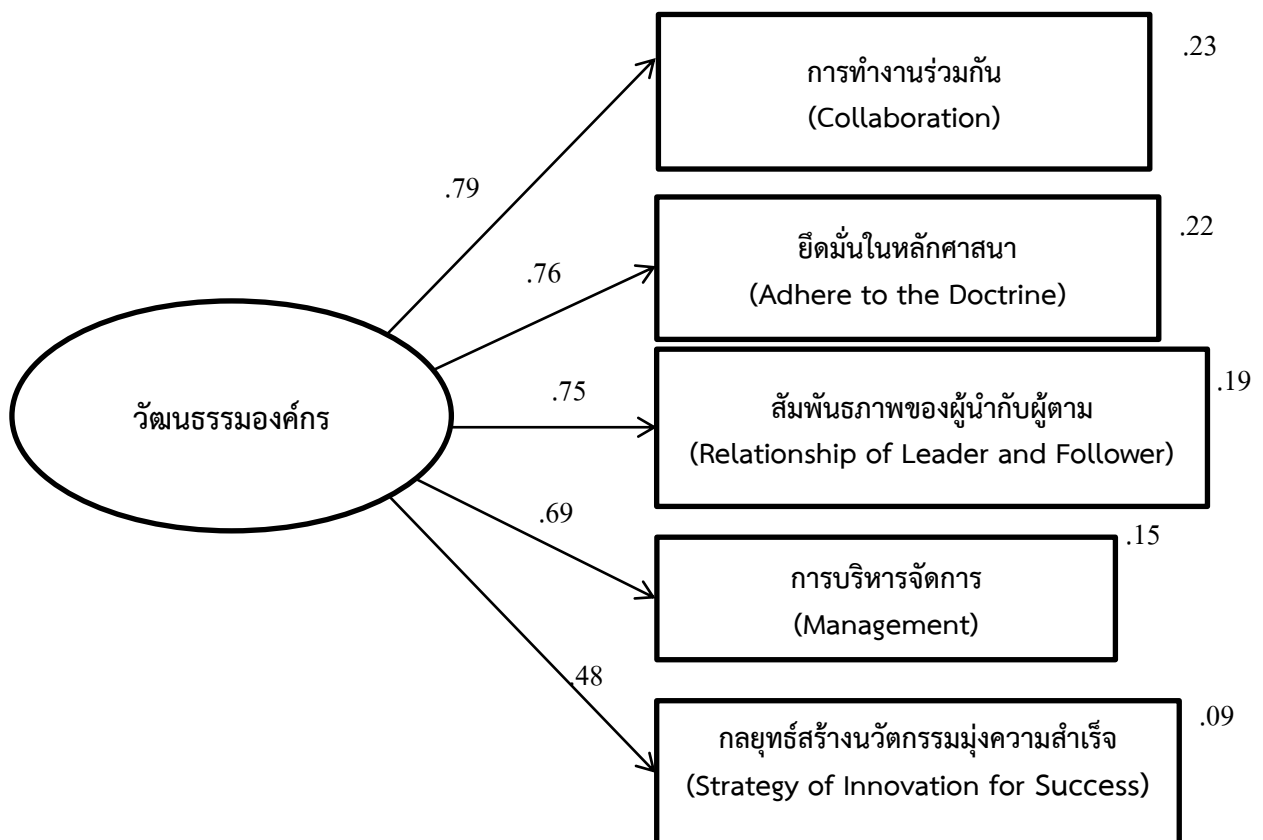 .23
การทำงานร่วมกัน
(Collaboration)
.79
.22
ยึดมั่นในหลักศาสนา
(Adhere to the Doctrine)
.76
.19
.75
สัมพันธภาพของผู้นำกับผู้ตาม
(Relationship of Leader and Follower)
วัฒนธรรมองค์กร
.69
.15
การบริหารจัดการ
(Management)
.48
.09
กลยุทธ์สร้างนวัตกรรมมุ่งความสำเร็จ
(Strategy of Innovation for Success)